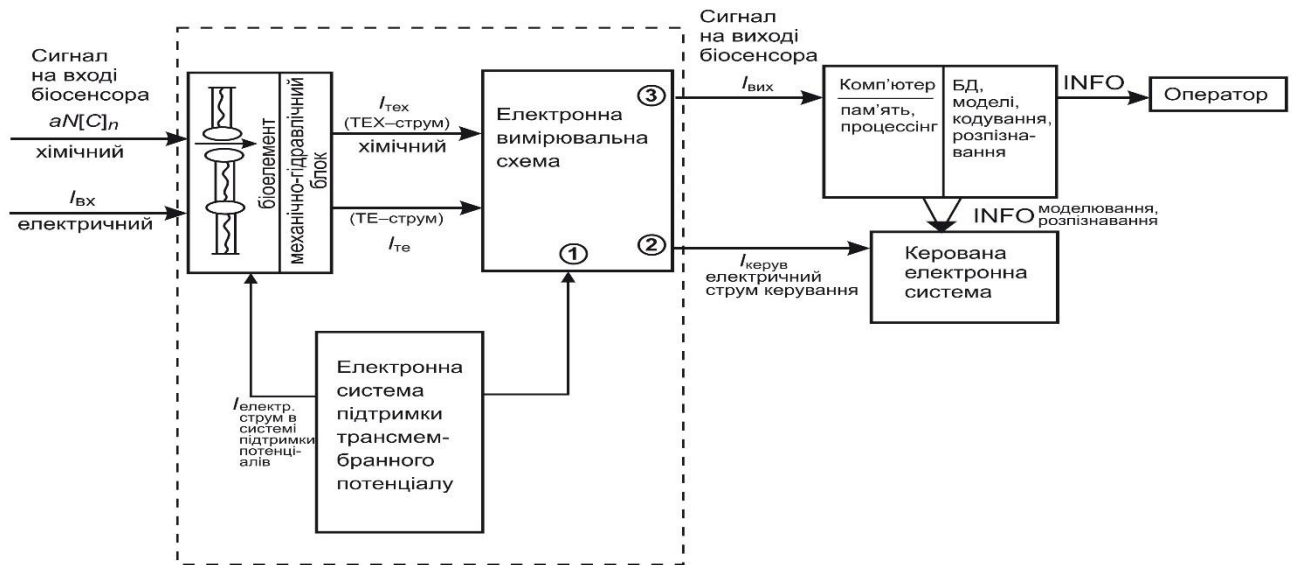 Сигнал
на вході
біосенсора
aN[C]n
хімічний
Iвх
електричний
біоелемент
механічно-гідравлічний
блок
Iтех
(ТЕХ–струм)
хімічний
(ТЕ–струм)
Iте
Електронна
вимірювальна
схема
1
2
3
Iелектр.
струм в
системі
підтримки
потенці-
алів
Електронна
система
підтримки
трансмем-
бранного
потенціалу
Сигнал
на виході
біосенсора
Iвих
Комп’ютер
пам’ять,
процессінг
БД,
моделі,
кодування,
розпізна-
вання
INFO
Оператор
INFO моделювання,
розпізнавання
Iкерув
електричний
струм керування
Керована
електронна
система